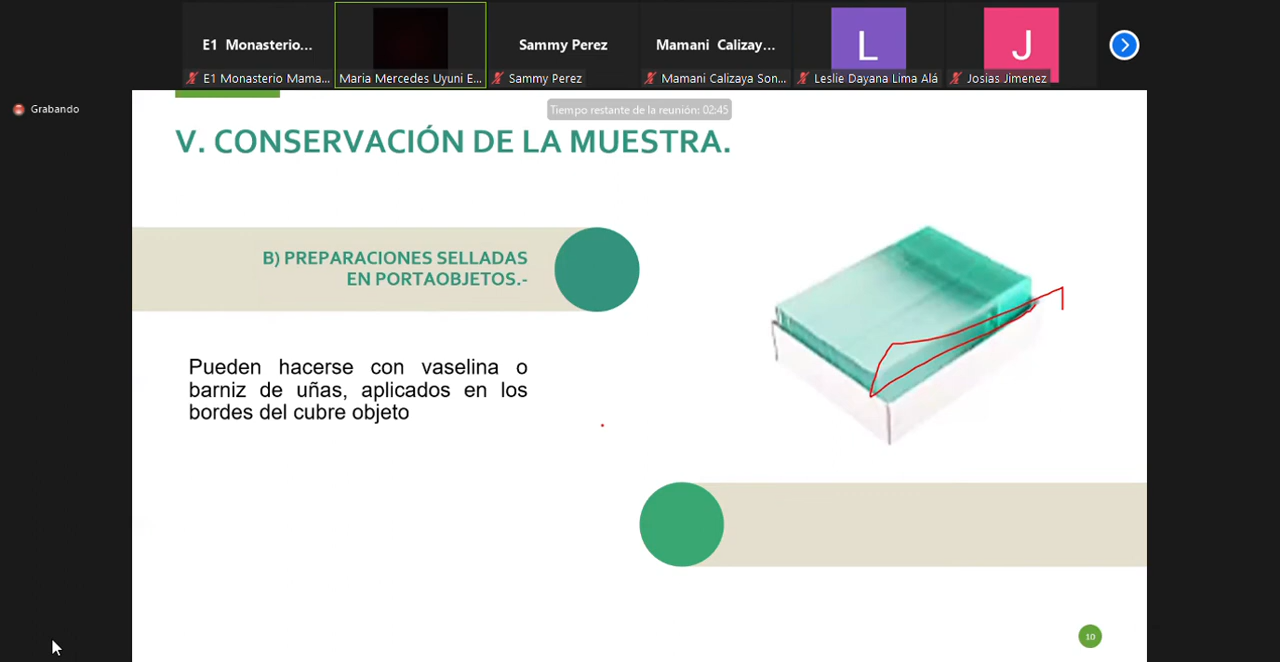 E1 Monasterio...
Sammy Perez
Mamani Calizay...
L
J
E1 Monasterio Mama...
Maria Mercedes Uyuni E...
Sammy Perez
Mamani Calizaya Son...
Leslie Dayana Lima Alá
Josias Jimenez
Grabando
Tiempo restante de la reunión: 02:45
V. CONSERVACIÓN DE LA MUESTRA.
B) PREPARACIONES SELLADAS
EN PORTAOBJETOS.-
Pueden hacerse con vaselina o
barniz de uñas, aplicados en los
bordes del cubre objeto
10